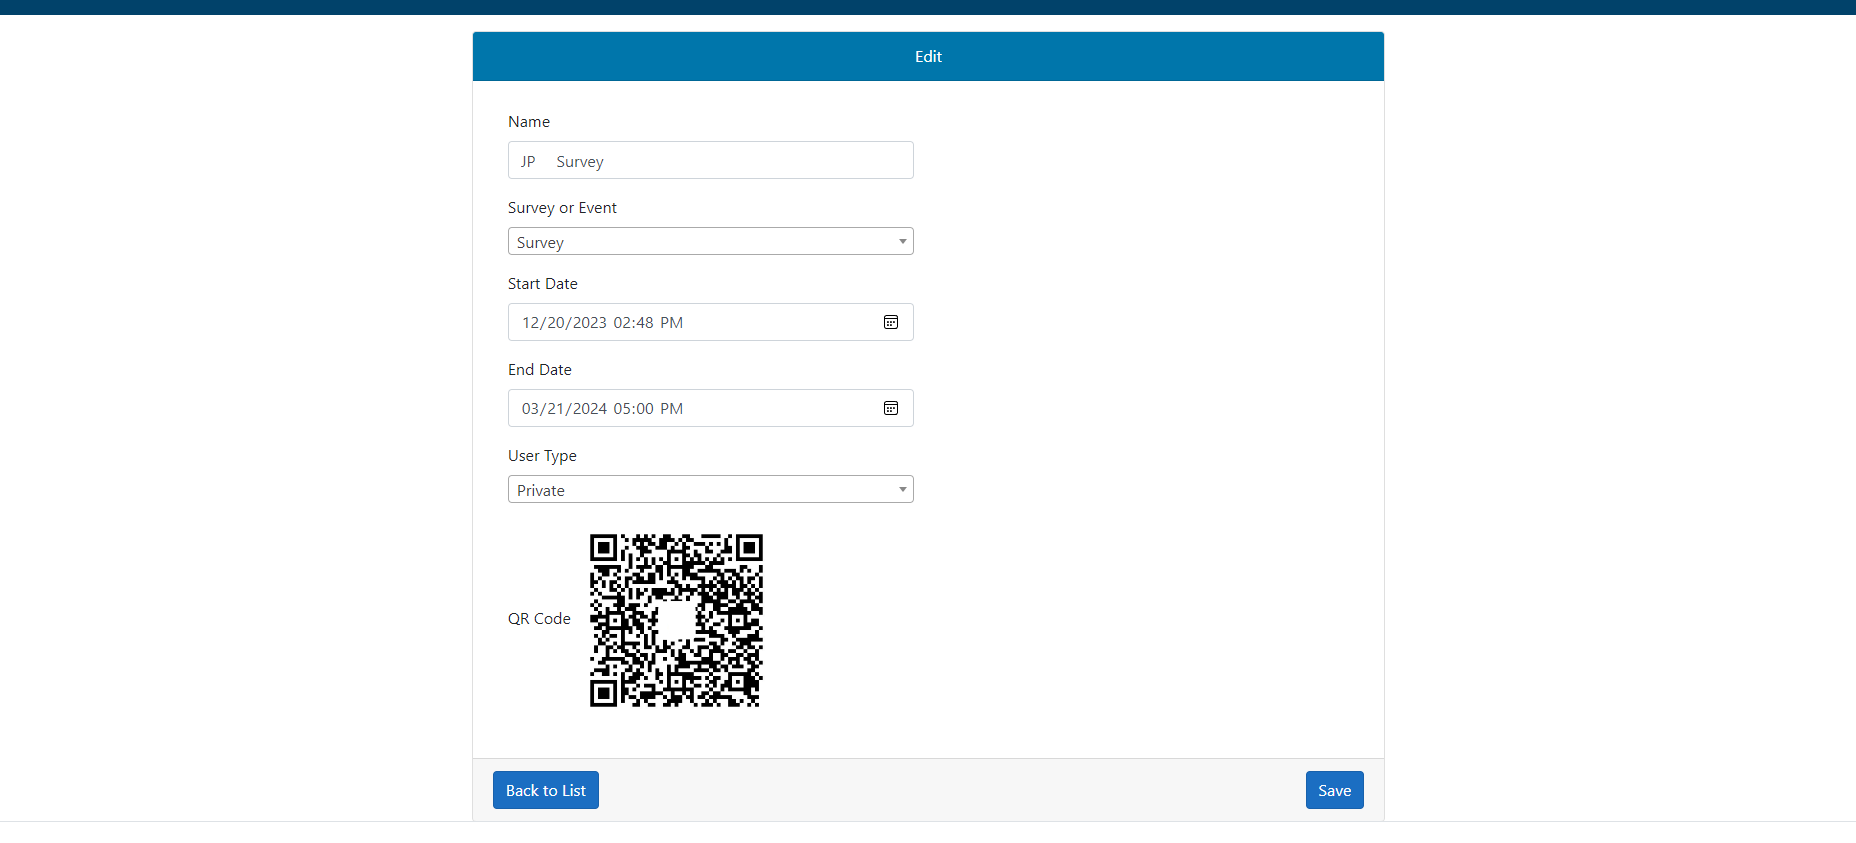 Edit
Name
JP Survey
Survey or Event
Survey
Start Date
12/20/2023 02:48 PM
End Date
03/21/2024 05:00 PM
User Type
Private
QR Code
Back to List
Save